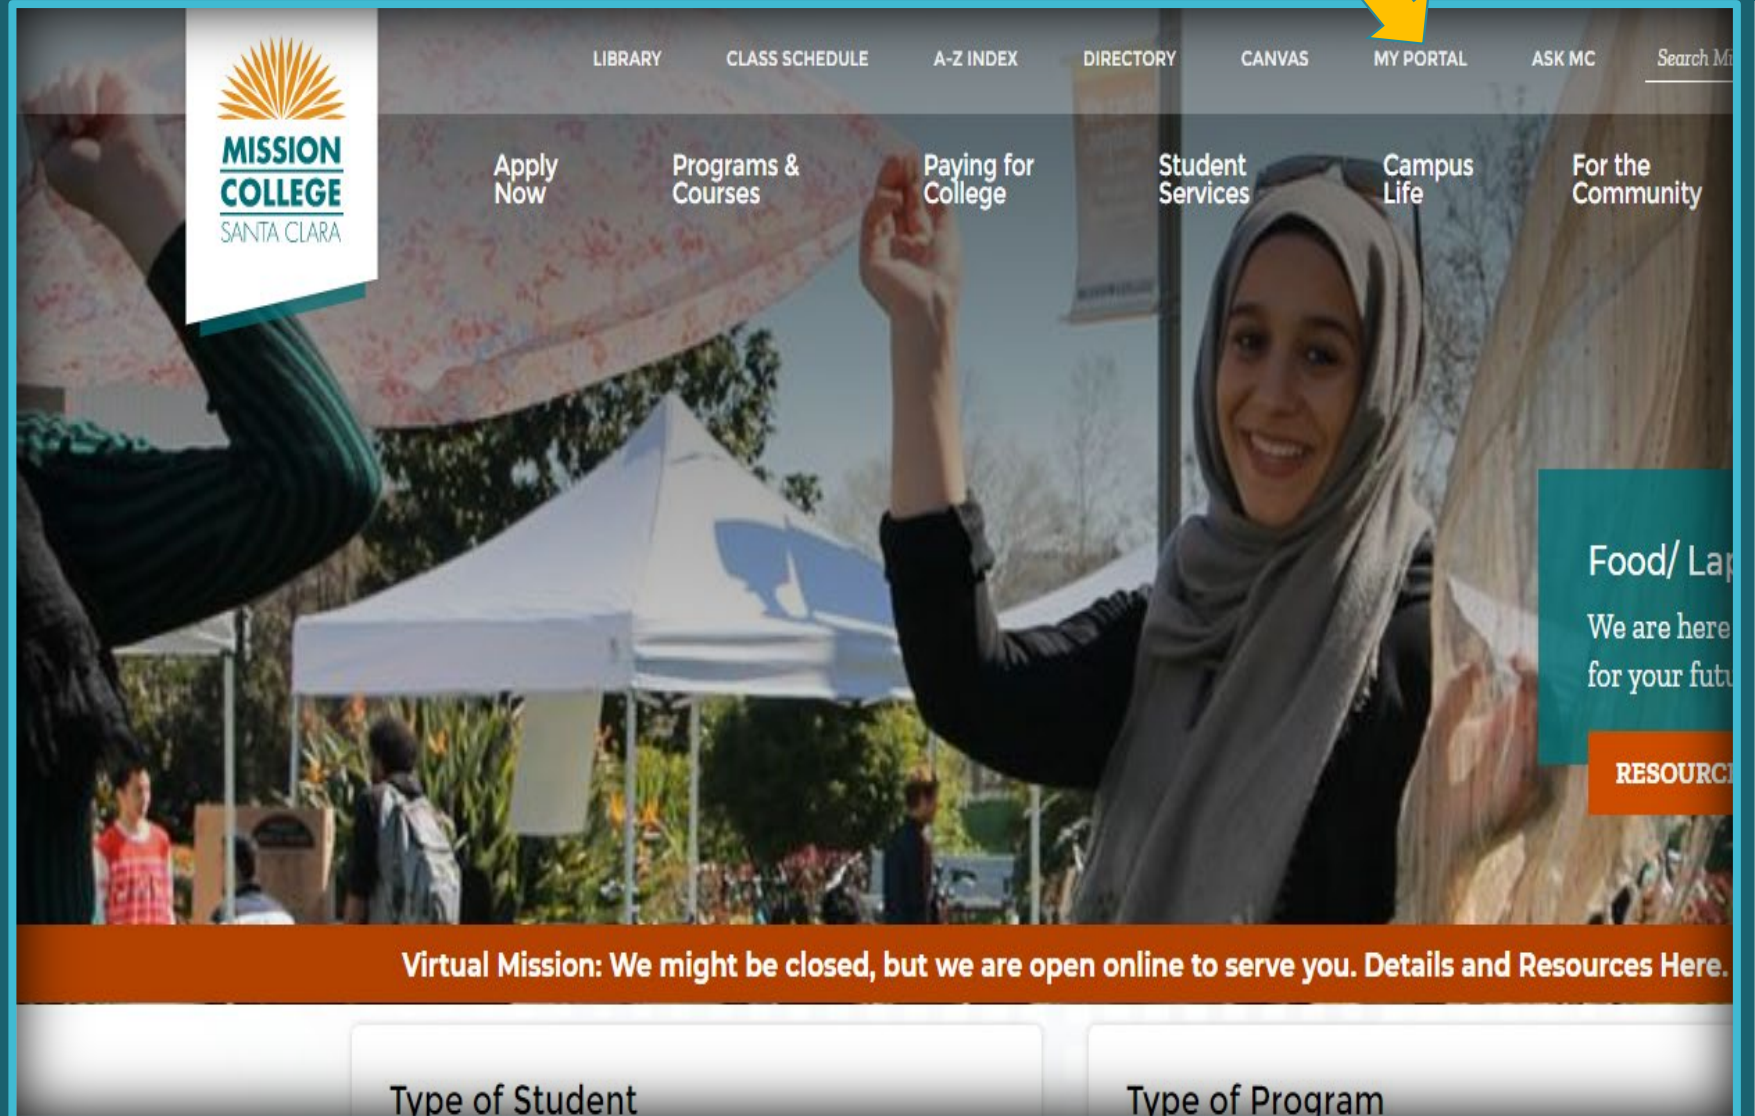 LIBRARY CLASS SCHEDULE A-Z INDEX DIRECTORY CANVAS MY PORTAL ASK MC Search
MISSION
COLLEGE
SANTA CLARA
Apply
Now
Programs &
Courses
Paying for
College
Student
Services
Campus
Life
For the
Community
MISSION COLLEGE
Food/
We are here
for your
Virtual Mission: We might be closed, but we are open online to serve you. Details and Resources Here.
Type of Student
Type of Program